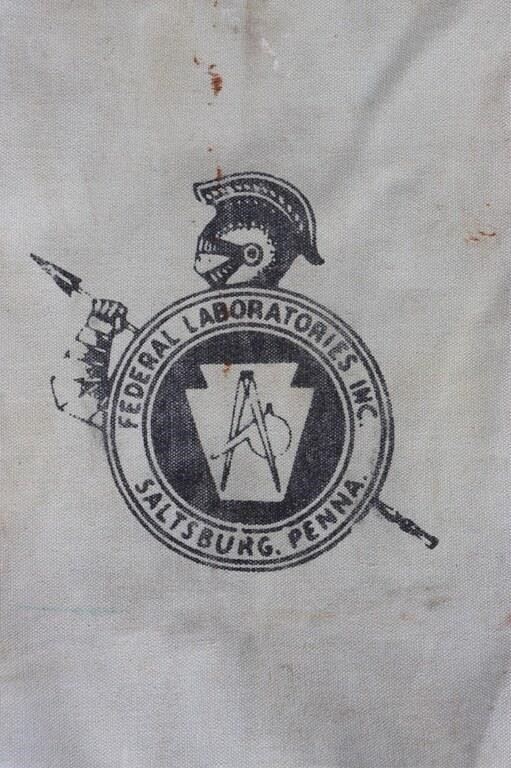 FEDERAL LABORATORIES INC.
SALTSBURG, PENNA.